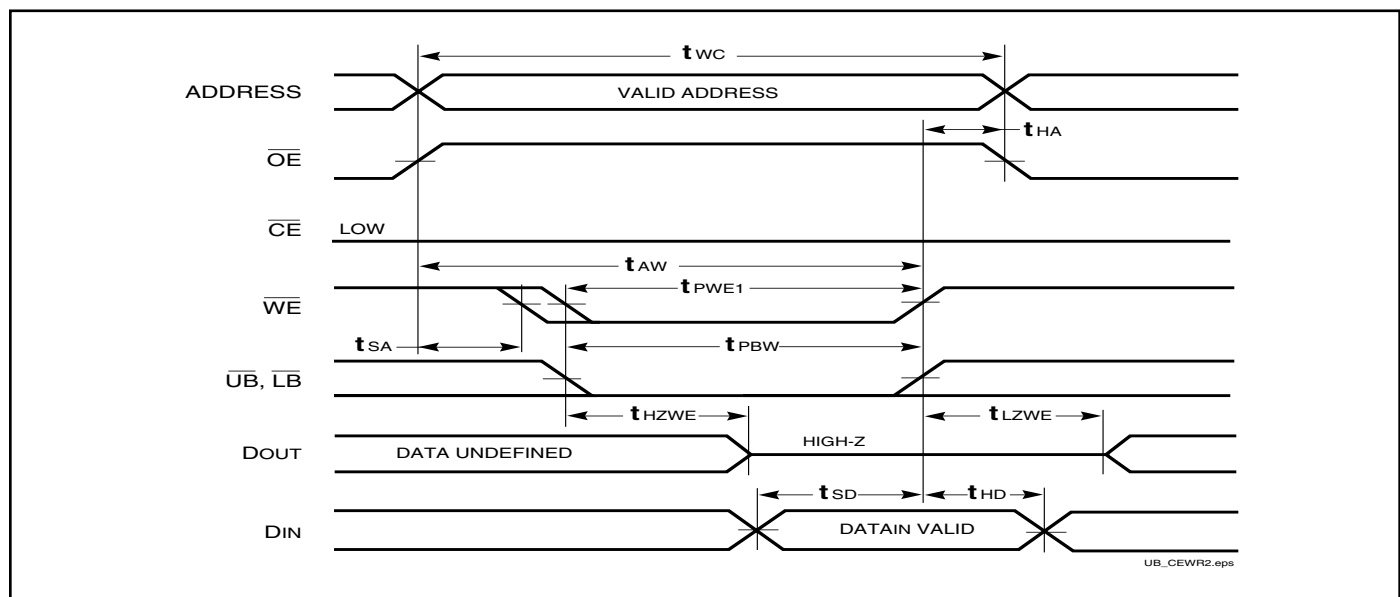 tWC
ADDRESS VALID ADDRESS
tHA
OE
CE LOW
tAW
WE tPWE1
tSA tPBW
UB, LB
tHZWE tLZWE
DOUT DATA UNDEFINED HIGH-Z
tSD tHD
DIN DATAIN VALID
UB_CEWR2.eps